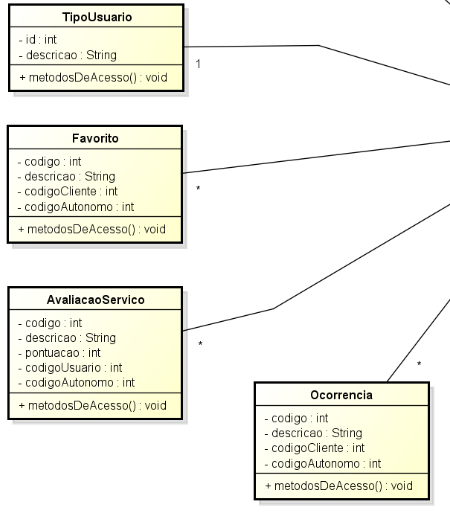 TipoUsuario
- id : int
- descricao : String
+ metodosDeAcesso() : void
1
Favorito
- codigo : int
- descricao : String
- codigoCliente : int
- codigoAutonomo : int
+ metodosDeAcesso() : void
*
AvaliacaoServico
- codigo : int
- descricao : String
- pontuacao : int
- codigoUsuario : int
- codigoAutonomo : int
+ metodosDeAcesso() : void
*
*
Ocorrencia
- codigo : int
- descricao : String
- codigoCliente : int
- codigoAutonomo : int
+ metodosDeAcesso() : void